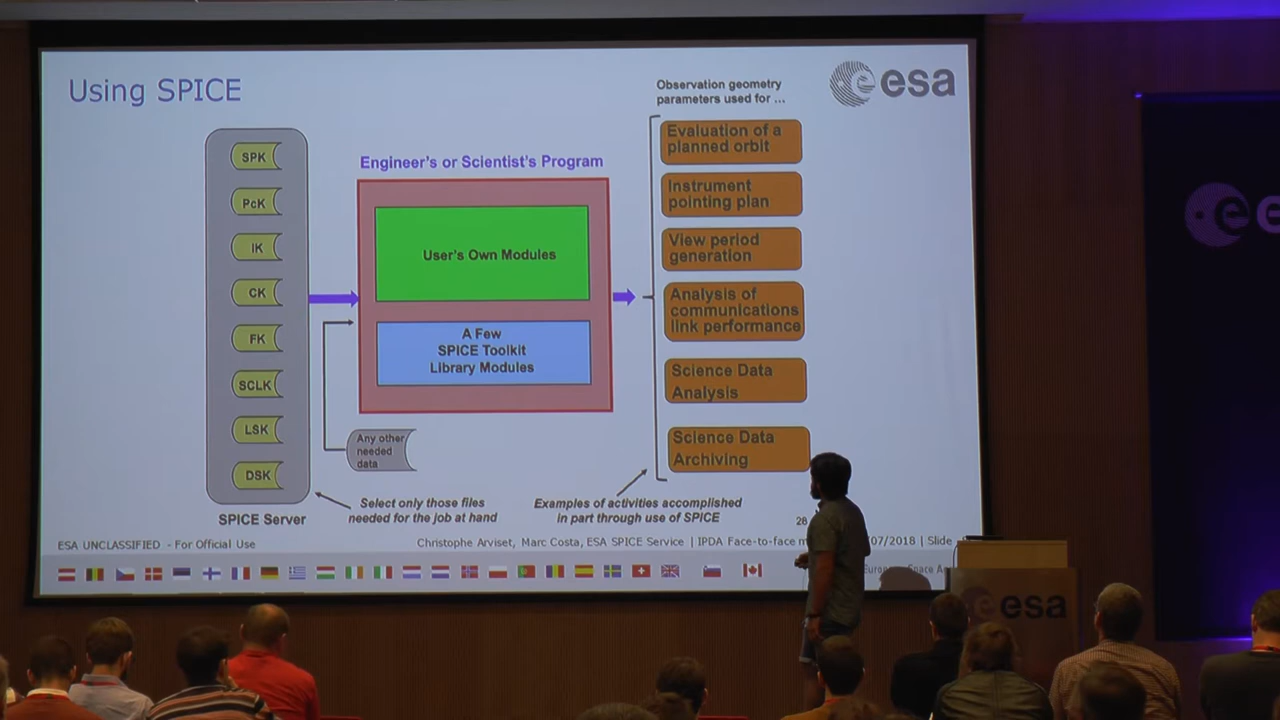 Using SPICE
esa
Observation geometry
parameters used for ...
Engineer's or Scientist's Program
SPK
PcK
IK
CK
FK
SCLK
LSK
DSK
SPICE Server
User's Own Modules
A Few
SPICE Toolkit
Library Modules
Any other
needed
data
Select only those files
needed for the job at hand
Evaluation of a
planned orbit
Instrument
pointing plan
View period
generation
Analysis of
communications
link performance
Science Data
Analysis
Science Data
Archiving
Examples of activities accomplished
in part through use of SPICE
28
ESA UNCLASSIFIED - For Official Use
Christophe Arviset, Marc Costa, ESA SPICE Service | IPDA Face-to-face m /07/2018 | Slide
Space
esa
e